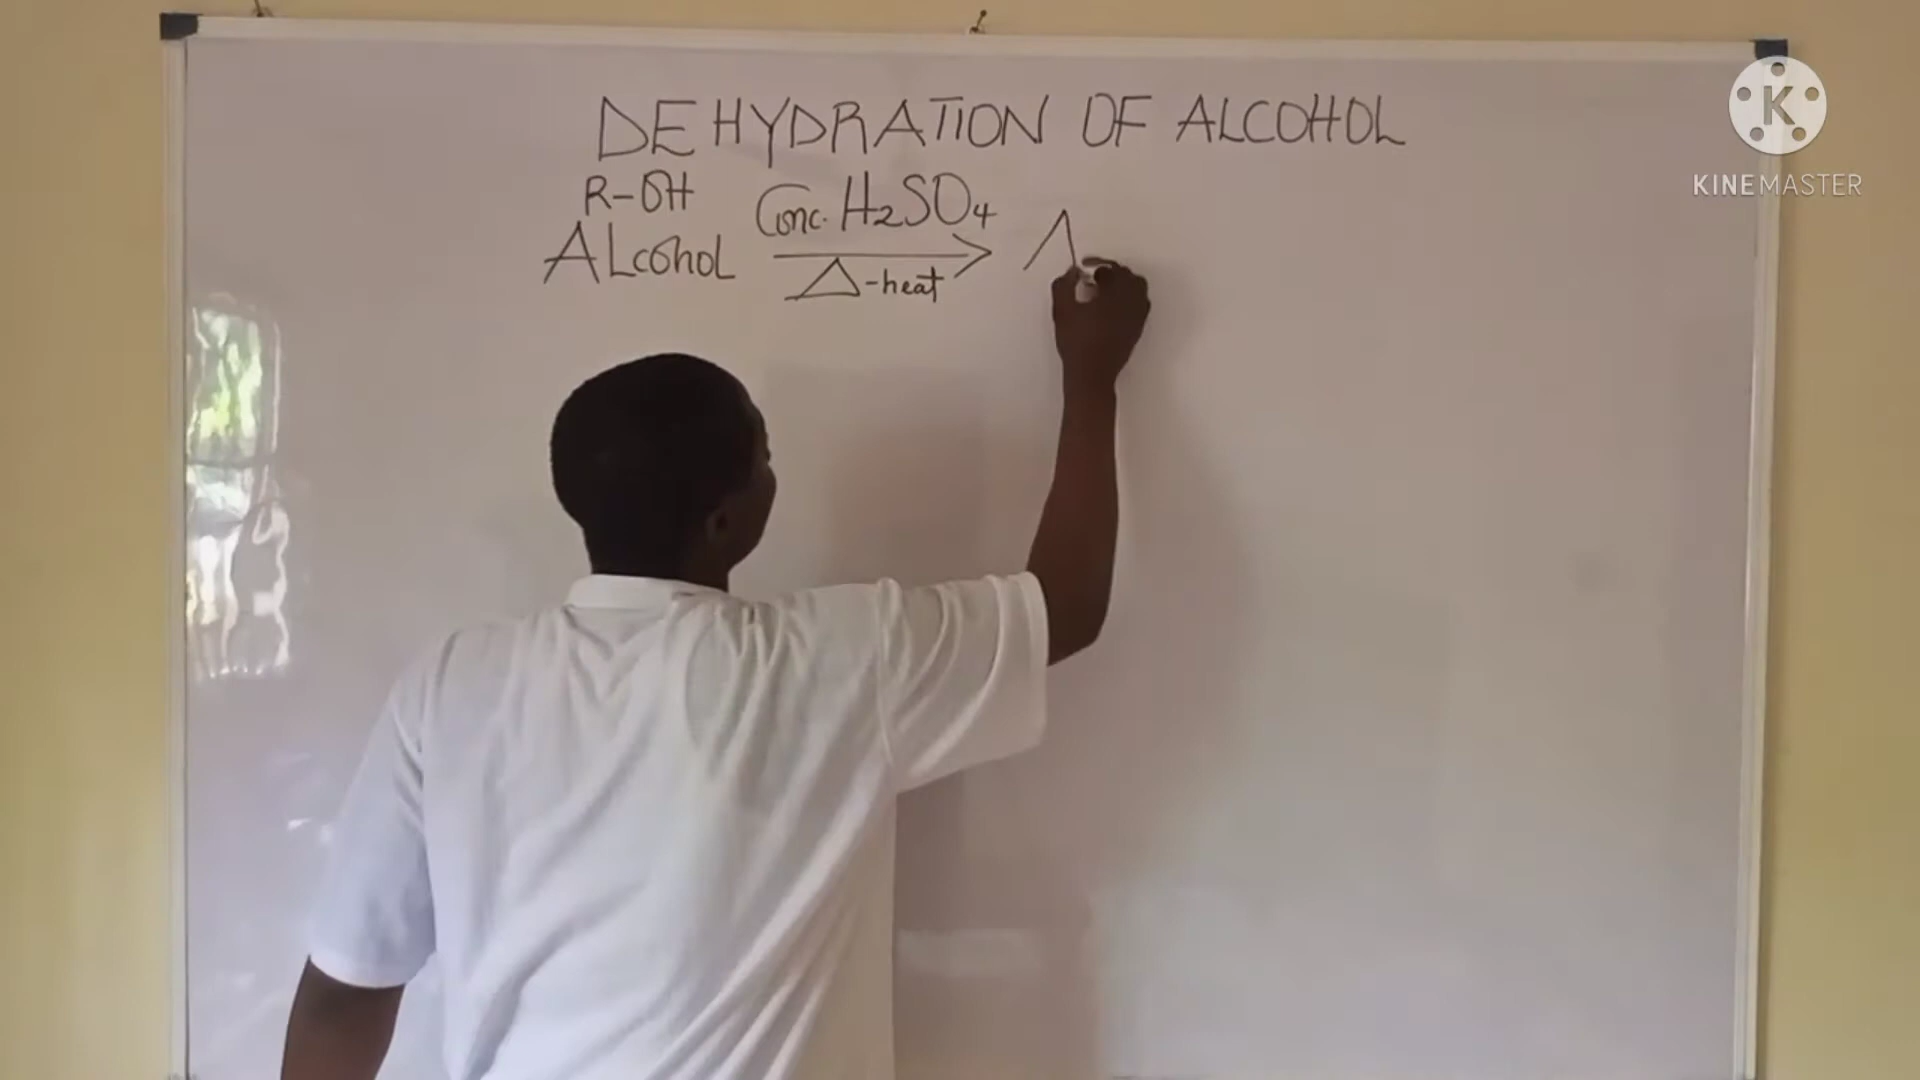 DEHYDRATION OF ALCOHOL
R-OH Conc. H₂SO₄
ALcohoL Δ-heat
K
KINEMASTER